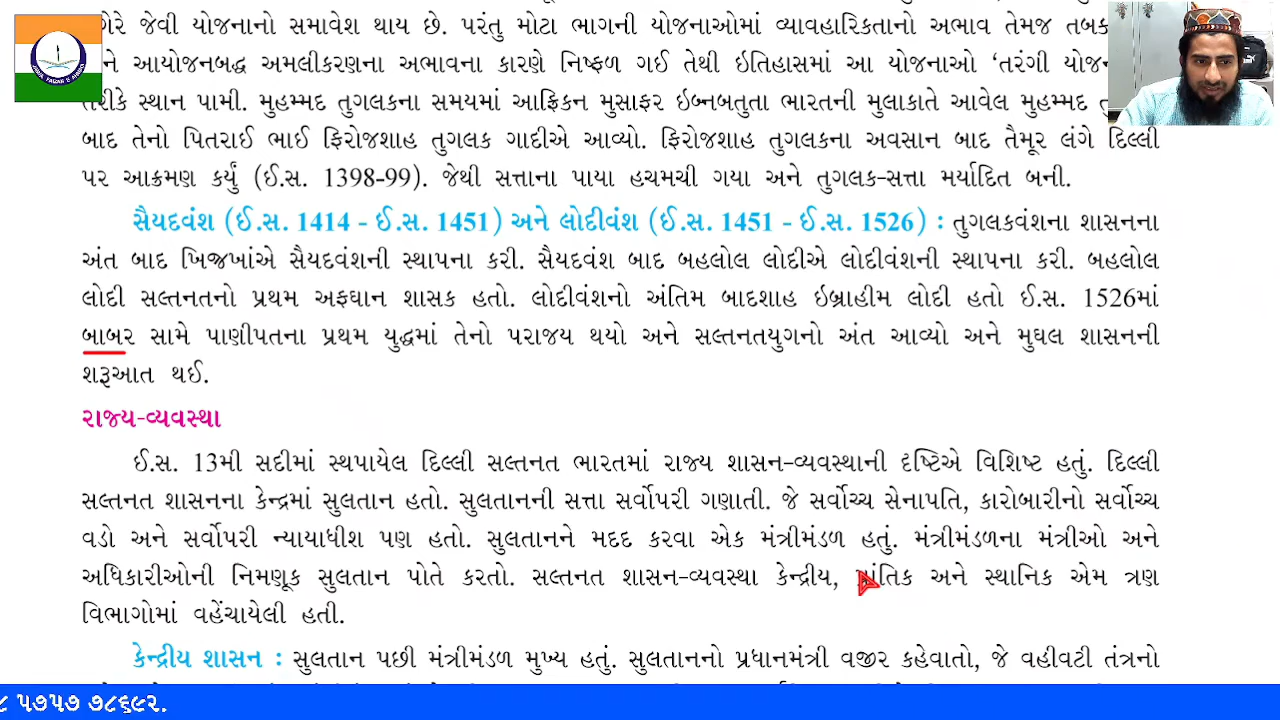 જેવી યોજનાનો સમાવેશ થાય છે. પરંતુ મોટા ભાગની યોજનાઓમાં વ્યાવહારિકતાનો અભાવ તેમજ
આયોજનબદ્ધ અમલીકરણના અભાવના કારણે નિષ્ફળ ગઈ તેથી ઇતિહાસમાં આ યોજનાઓ ‘તરંગી
તરીકે સ્થાન પામી. મુહમ્મદ તુગલકના સમયમાં આફ્રિકન મુસાફર ઇબ્નબતુતા ભારતની મુલાકાતે આવેલ મુહમ્મદ
બાદ તેનો પિતરાઈ ભાઈ ફિરોજશાહ તુગલક ગાદીએ આવ્યો. ફિરોજશાહ તુગલકના અવસાન બાદ તૈમૂર લંગે દિલ્લી
પર આક્રમણ કર્યું (ઈ.સ. 1398-99). જેથી સત્તાના પાયા હચમચી ગયા અને તુગલક-સત્તા મર્યાદિત બની.
સૈયદવંશ (ઈ.સ. 1414 - ઈ.સ. 1451) અને લોદીવંશ (ઈ.સ. 1451 - ઈ.સ. 1526) : તુગલકવંશના શાસનના
અંત બાદ ખિજ્રખાંએ સૈયદવંશની સ્થાપના કરી. સૈયદવંશ બાદ બહલોલ લોદીએ લોદીવંશની સ્થાપના કરી. બહલોલ
લોદી સલ્તનતનો પ્રથમ અફઘાન શાસક હતો. લોદીવંશનો અંતિમ બાદશાહ ઇબ્રાહીમ લોદી હતો ઈ.સ. 1526માં
બાબર સામે પાણીપતના પ્રથમ યુદ્ધમાં તેનો પરાજય થયો અને સલ્તનતયુગનો અંત આવ્યો અને મુઘલ શાસનની
શરૂઆત થઈ.
રાજ્ય-વ્યવસ્થા
ઈ.સ. 13મી સદીમાં સ્થપાયેલ દિલ્લી સલ્તનત ભારતમાં રાજ્ય શાસન-વ્યવસ્થાની દૃષ્ટિએ વિશિષ્ટ હતું. દિલ્લી
સલ્તનત શાસનના કેન્દ્રમાં સુલતાન હતો. સુલતાનની સત્તા સર્વોપરી ગણાતી. જે સર્વોચ્ચ સેનાપતિ, કારોબારીનો સર્વોચ્ચ
વડો અને સર્વોપરી ન્યાયાધીશ પણ હતો. સુલતાનને મદદ કરવા એક મંત્રીમંડળ હતું. મંત્રીમંડળના મંત્રીઓ અને
અધિકારીઓની નિમણૂક સુલતાન પોતે કરતો. સલ્તનત શાસન-વ્યવસ્થા કેન્દ્રીય, પ્રાંતિક અને સ્થાનિક એમ ત્રણ
વિભાગોમાં વહેંચાયેલી હતી.
કેન્દ્રીય શાસન : સુલતાન પછી મંત્રીમંડળ મુખ્ય હતું. સુલતાનનો પ્રધાનમંત્રી વજીર કહેવાતો, જે વહીવટી તંત્રનો
૫૭૫૭ ૭૮૬૯૨.